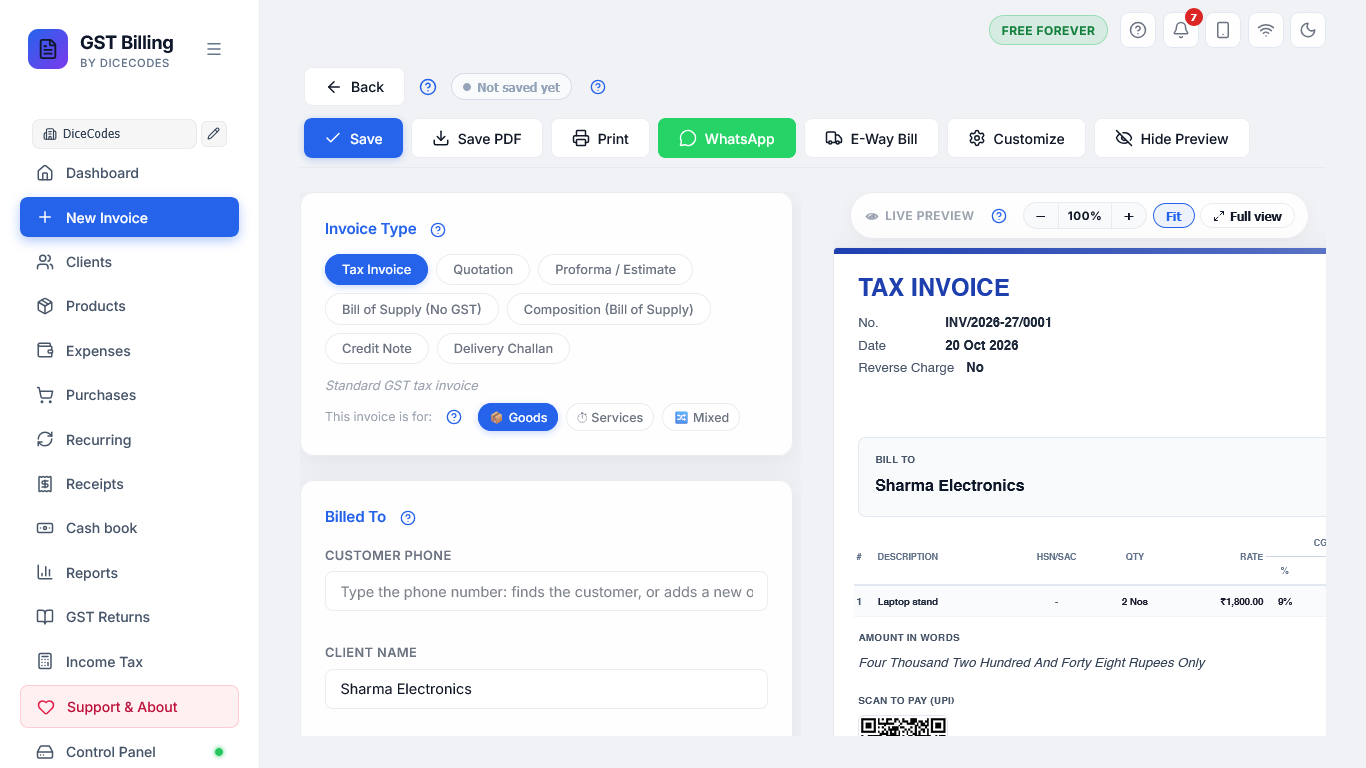 GST Billing
BY DICECODES
DiceCodes
Dashboard
New Invoice
Clients
Products
Expenses
Purchases
Recurring
Receipts
Cash book
Reports
GST Returns
Income Tax
Support & About
Control Panel
FREE FOREVER
7
Back
Not saved yet
Save
Save PDF
Print
WhatsApp
E-Way Bill
Customize
Hide Preview
Invoice Type
Tax Invoice
Quotation
Proforma / Estimate
Bill of Supply (No GST)
Composition (Bill of Supply)
Credit Note
Delivery Challan
Standard GST tax invoice
This invoice is for:
Goods
Services
Mixed
Billed To
CUSTOMER PHONE
Type the phone number: finds the customer, or adds a new o
CLIENT NAME
Sharma Electronics
LIVE PREVIEW
− 100% +
Fit
Full view
TAX INVOICE
No. INV/2026-27/0001
Date 20 Oct 2026
Reverse Charge No
BILL TO
Sharma Electronics
CG
# DESCRIPTION HSN/SAC QTY RATE
%
1 Laptop stand - 2 Nos ₹1,800.00 9%
AMOUNT IN WORDS
Four Thousand Two Hundred And Forty Eight Rupees Only
SCAN TO PAY (UPI)